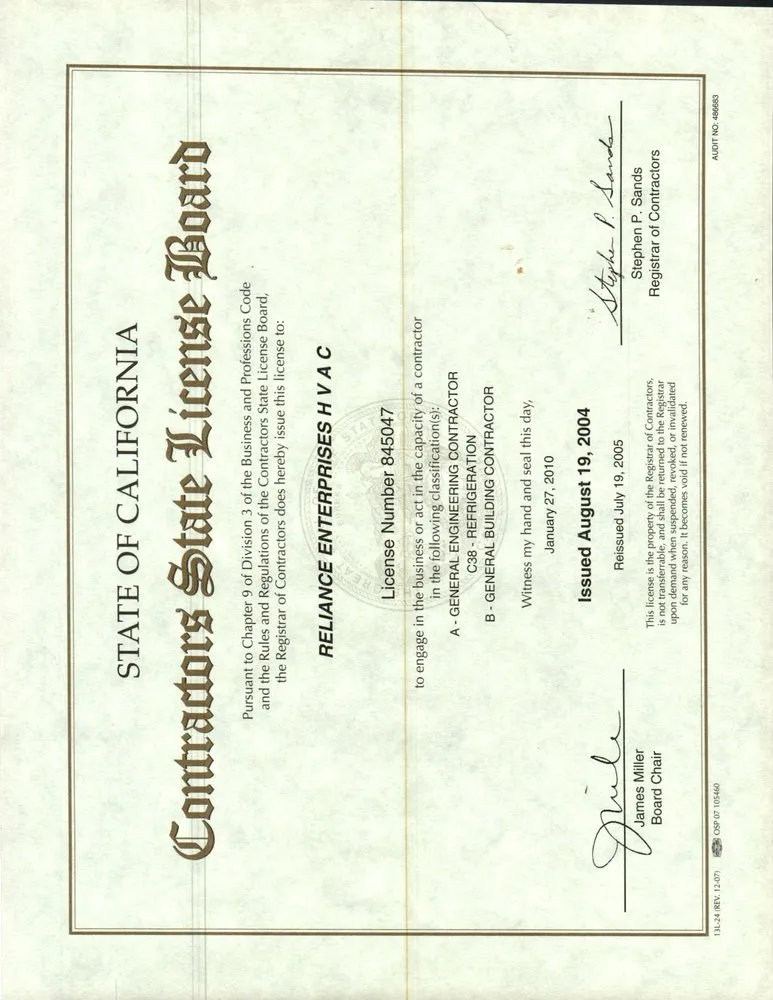 STATE OF CALIFORNIA
Contractors State License Board
Pursuant to Chapter 9 of Division 3 of the Business and Professions Code
and the Rules and Regulations of the Contractors State License Board,
the Registrar of Contractors does hereby issue this license to:
RELIANCE ENTERPRISES H V A C
License Number 845047
to engage in the business or act in the capacity of a contractor
in the following classification(s):
A - GENERAL ENGINEERING CONTRACTOR
C38 - REFRIGERATION
B - GENERAL BUILDING CONTRACTOR
Witness my hand and seal this day,
January 27, 2010
Issued August 19, 2004
Reissued July 19, 2005
Stephen P. Sands
James Miller
Board Chair
This license is the property of the Registrar of Contractors,
is not transferrable, and shall be returned to the Registrar
upon demand when suspended, revoked, or invalidated
for any reason. It becomes void if not renewed.
Stephen P. Sands
Registrar of Contractors
13L-24 (REV. 12-07)
OSP 07 105460
AUDIT NO: 486683